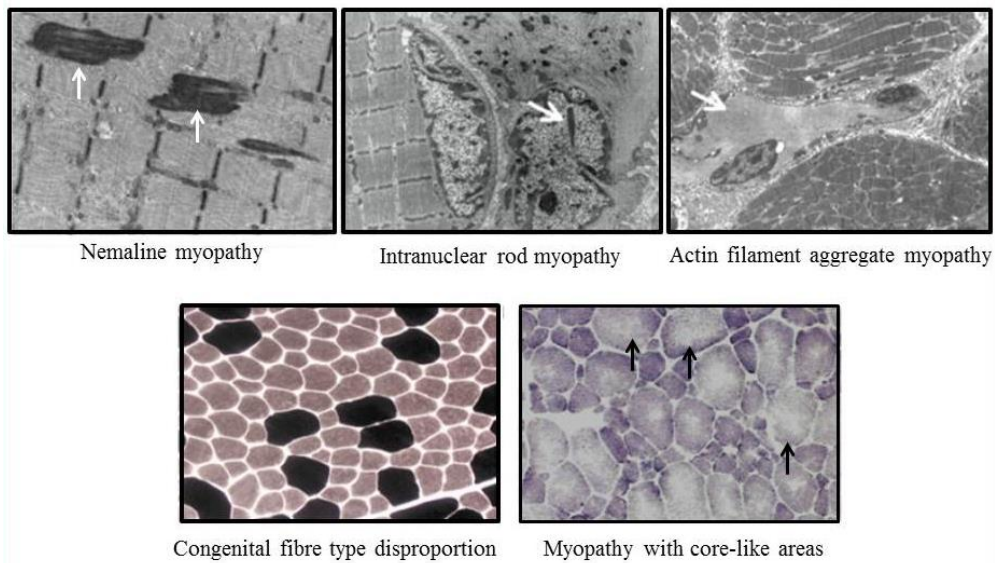 Nemaline myopathy
Intranuclear rod myopathy
Actin filament aggregate myopathy
Congenital fibre type disproportion
Myopathy with core-like areas